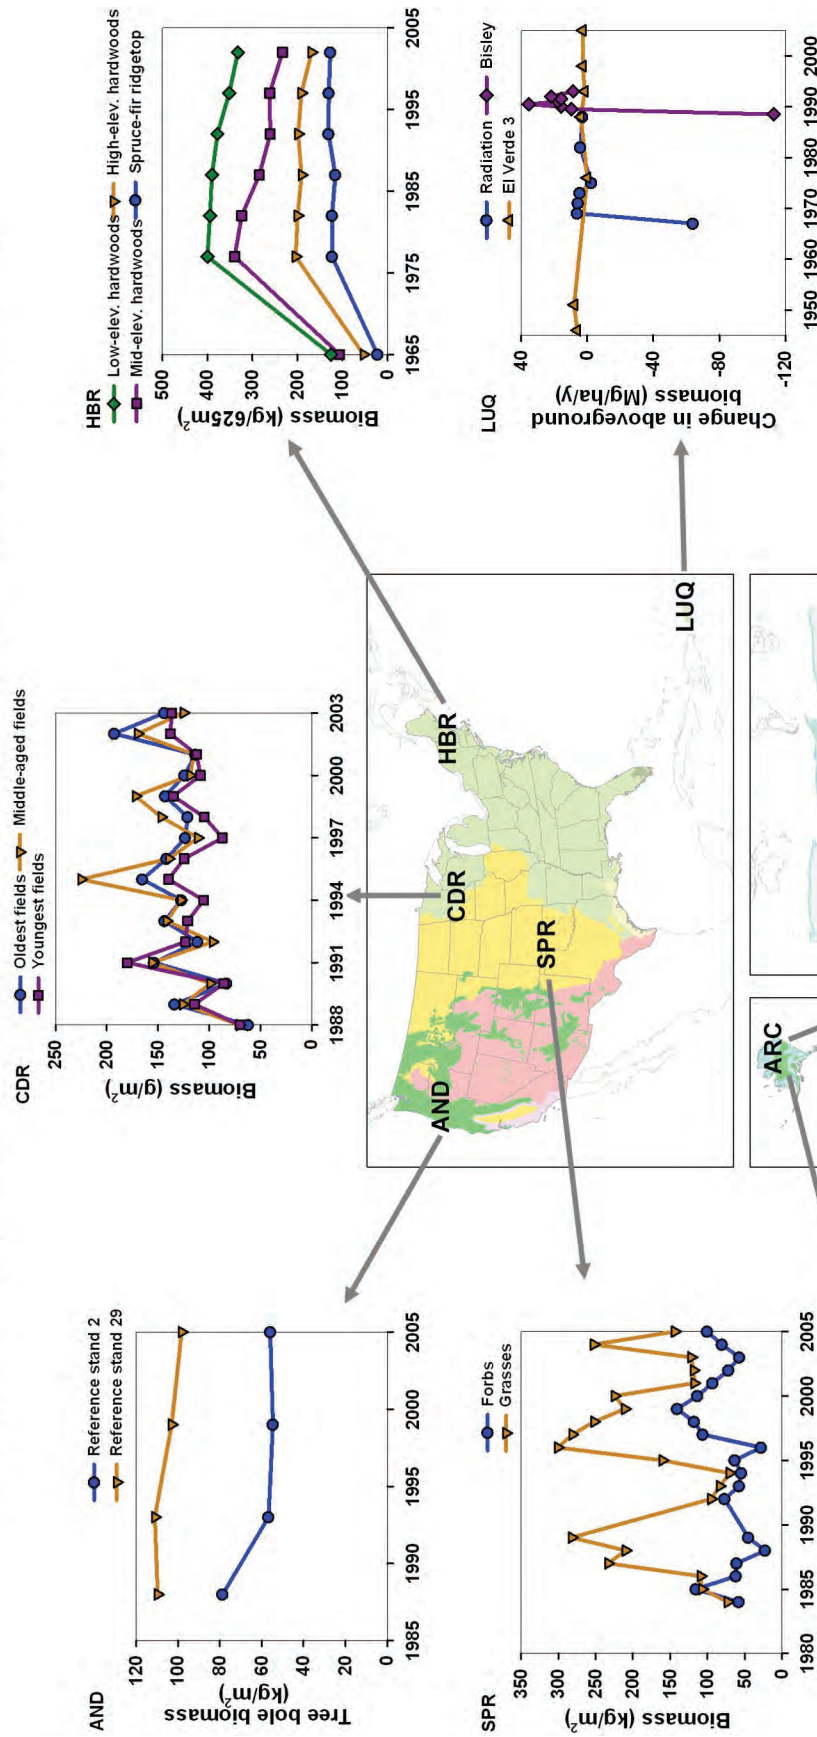 AND
Reference stand 2
Reference stand 29
Tree bole biomass
(kg/m²)
120
100
80
60
40
20
0
1985
1990
1995
2000
2005
CDR
Oldest fields
Middle-aged fields
Youngest fields
Biomass (g/m²)
250
200
150
100
50
0
1988
1991
1994
1997
2000
2003
HBR
Low-elev. hardwoods
High-elev. hardwoods
Mid-elev. hardwoods
Spruce-fir ridgetop
Biomass (kg/625m²)
500
400
300
200
100
0
1965
1975
1985
1995
2005
AND
CDR
HBR
SPR
LUQ
ARC
SPR
Forbs
Grasses
Biomass (kg/m²)
350
300
250
200
150
100
50
0
1980
1985
1990
1995
2000
2005
LUQ
Radiation
Bisley
El Verde 3
Change in aboveground
biomass (Mg/ha/y)
40
0
-40
-80
-120
1950
1960
1970
1980
1990
2000